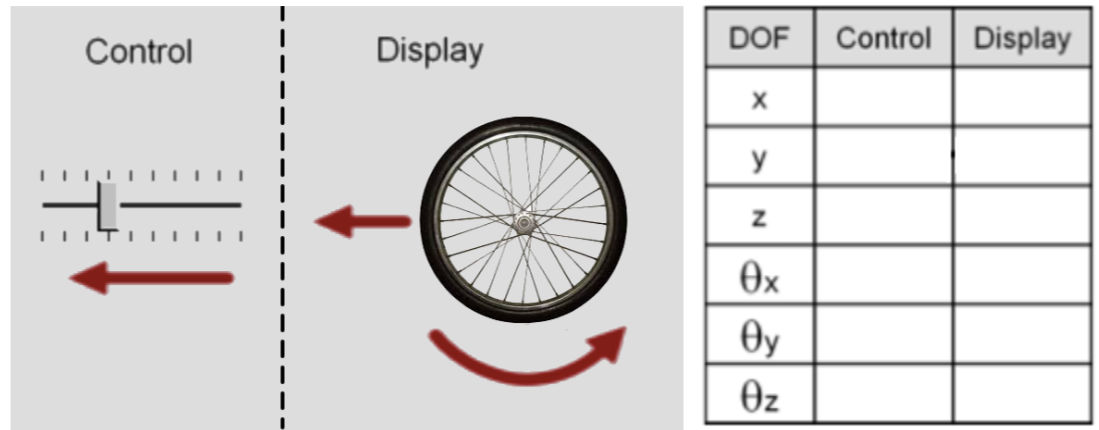 Control
Display
DOF Control Display
x
y
z
θx
θy
θz